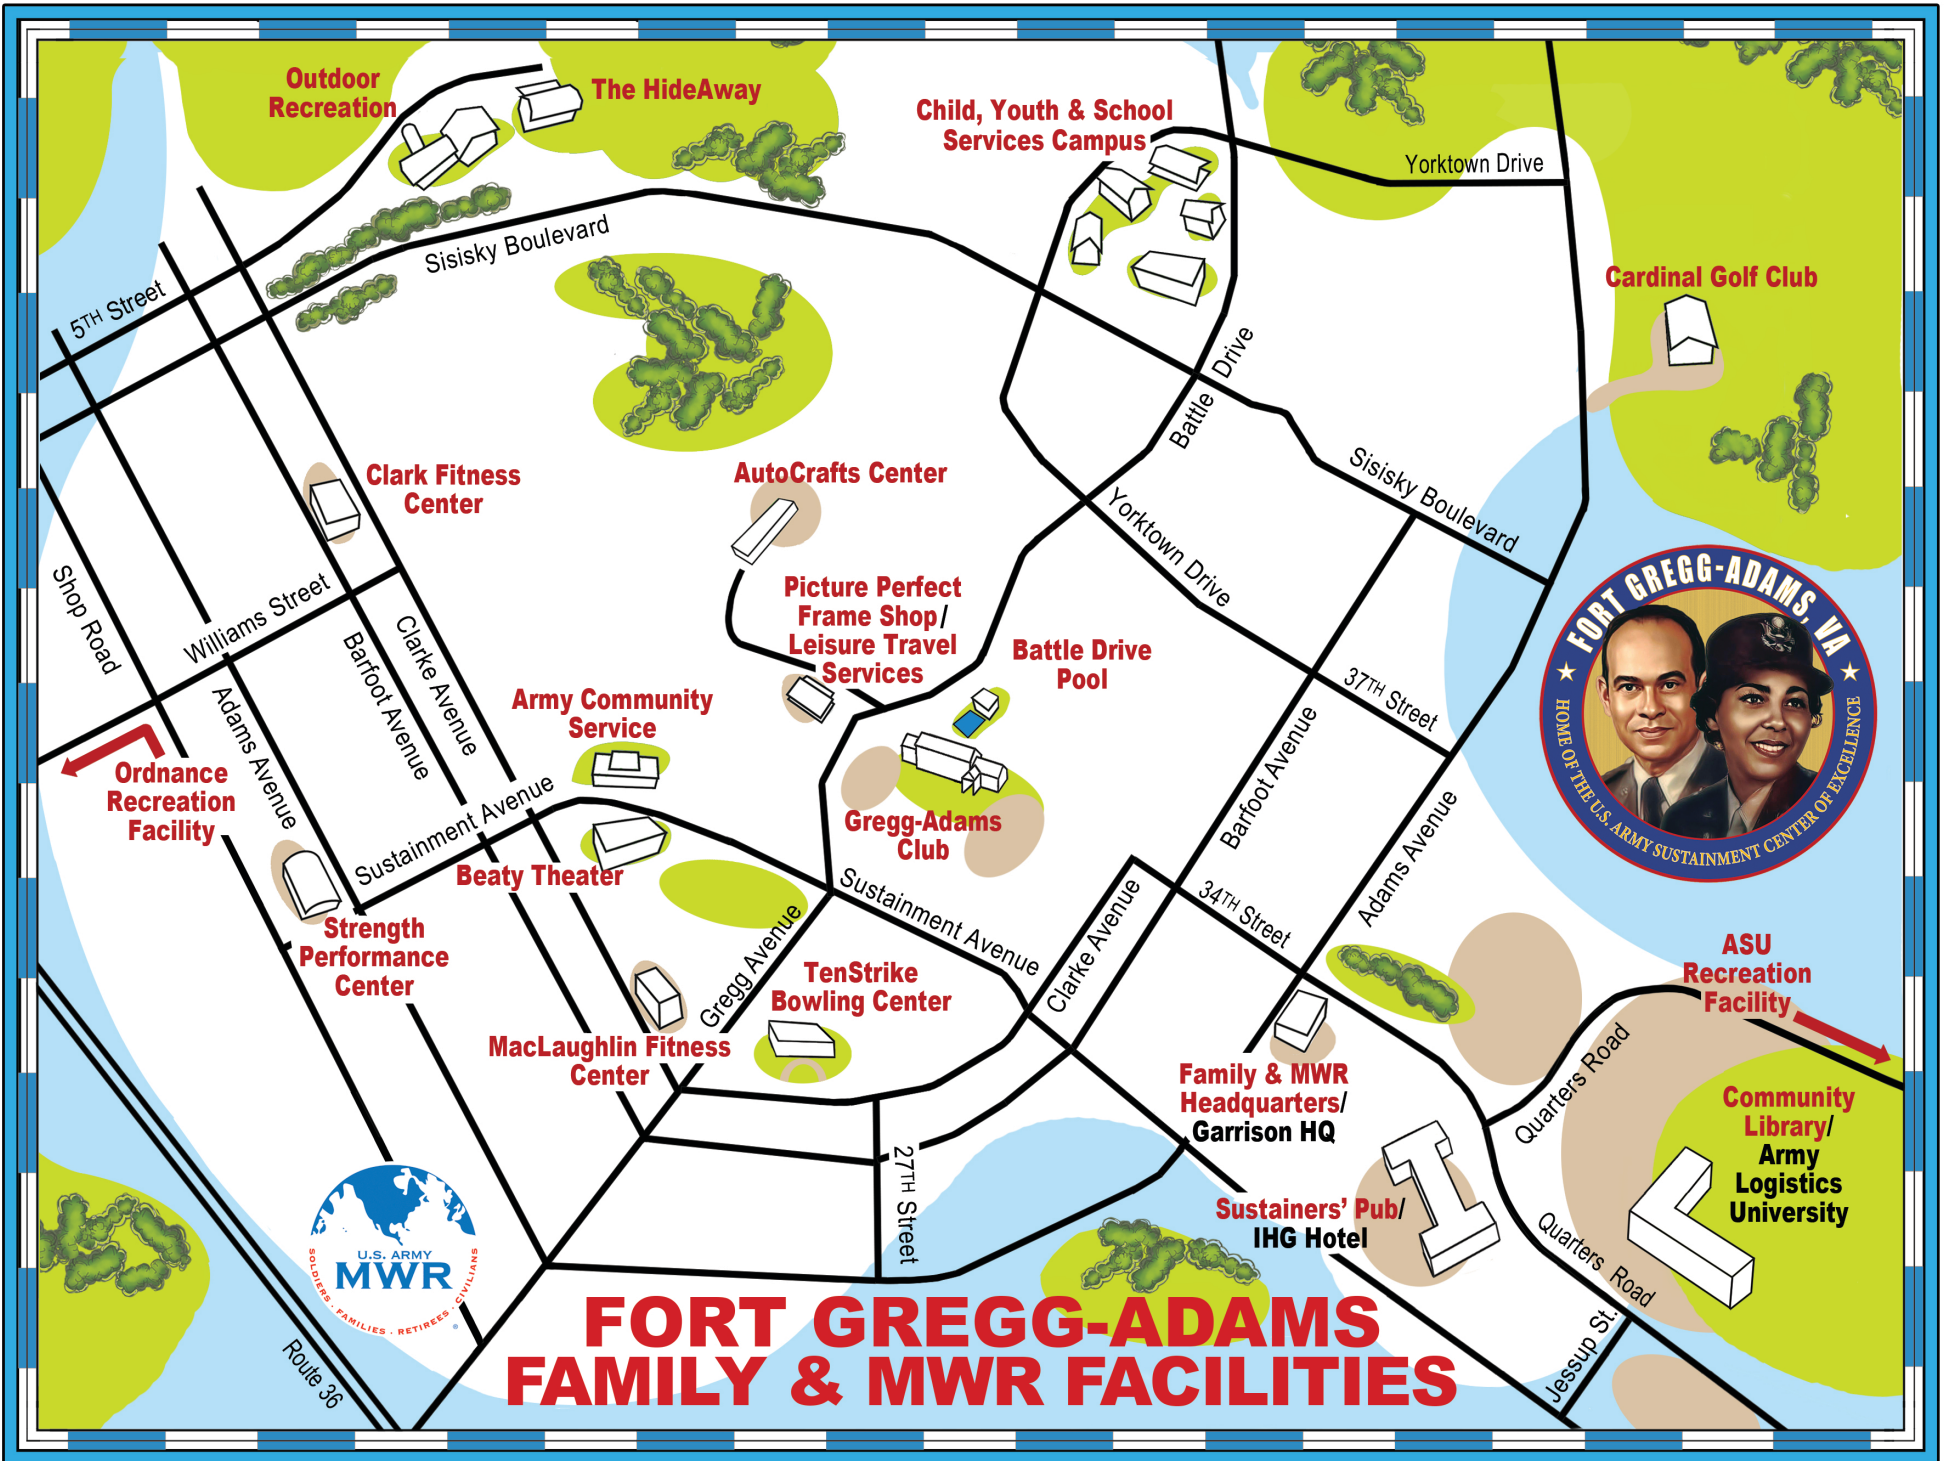 Outdoor
Recreation
The HideAway
Child, Youth & School
Services Campus
Yorktown Drive
Sisisky Boulevard
5TH Street
Cardinal Golf Club
Battle Drive
Clark Fitness
Center
AutoCrafts Center
Sisisky Boulevard
Yorktown Drive
Shop Road
Williams Street
Picture Perfect
Frame Shop/
Leisure Travel
Services
Battle Drive
Pool
FORT GREGG-ADAMS, VA
HOME OF THE U.S. ARMY SUSTAINMENT CENTER OF EXCELLENCE
Barfoot Avenue
Clarke Avenue
Adams Avenue
Army Community
Service
37TH Street
Ordnance
Recreation
Facility
Sustainment Avenue
Barfoot Avenue
Gregg-Adams
Club
Adams Avenue
Beaty Theater
Sustainment Avenue
Clarke Avenue
34TH Street
Strength
Performance
Center
Gregg Avenue
TenStrike
Bowling Center
ASU
Recreation
Facility
MacLaughlin Fitness
Center
Family & MWR
Headquarters/
Garrison HQ
Quarters Road
Community
Library/
Army
Logistics
University
27TH Street
Sustainers' Pub/
IHG Hotel
Quarters Road
U.S. ARMY
MWR
SOLDIERS · FAMILIES · RETIREES · CIVILIANS
®
Route 36
Jessup St.
FORT GREGG-ADAMS
FAMILY & MWR FACILITIES